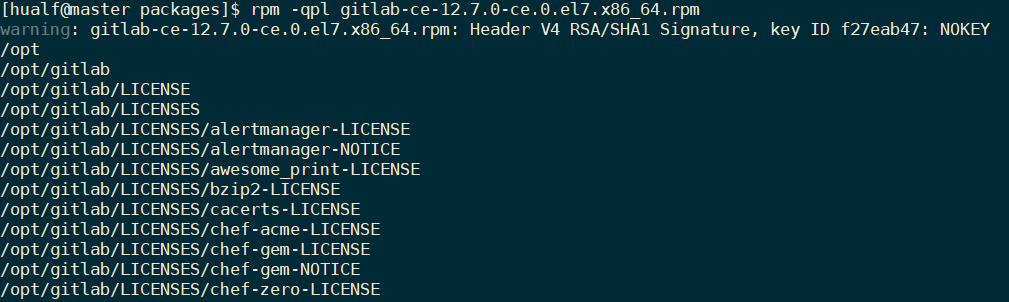 [hualf@master packages]$ rpm -qpl gitlab-ce-12.7.0-ce.0.el7.x86_64.rpm
warning: gitlab-ce-12.7.0-ce.0.el7.x86_64.rpm: Header V4 RSA/SHA1 Signature, key ID f27eab47: NOKEY
/opt
/opt/gitlab
/opt/gitlab/LICENSE
/opt/gitlab/LICENSES
/opt/gitlab/LICENSES/alertmanager-LICENSE
/opt/gitlab/LICENSES/alertmanager-NOTICE
/opt/gitlab/LICENSES/awesome_print-LICENSE
/opt/gitlab/LICENSES/bzip2-LICENSE
/opt/gitlab/LICENSES/cacerts-LICENSE
/opt/gitlab/LICENSES/chef-acme-LICENSE
/opt/gitlab/LICENSES/chef-gem-LICENSE
/opt/gitlab/LICENSES/chef-gem-NOTICE
/opt/gitlab/LICENSES/chef-zero-LICENSE